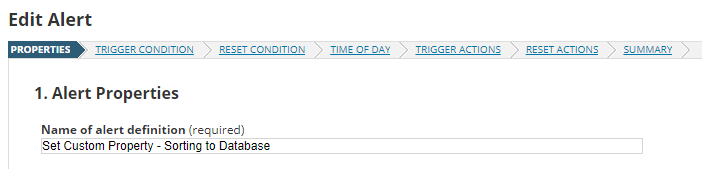 Edit Alert
PROPERTIES TRIGGER CONDITION RESET CONDITION TIME OF DAY TRIGGER ACTIONS RESET ACTIONS SUMMARY
1. Alert Properties
Name of alert definition (required)
Set Custom Property - Sorting to Database